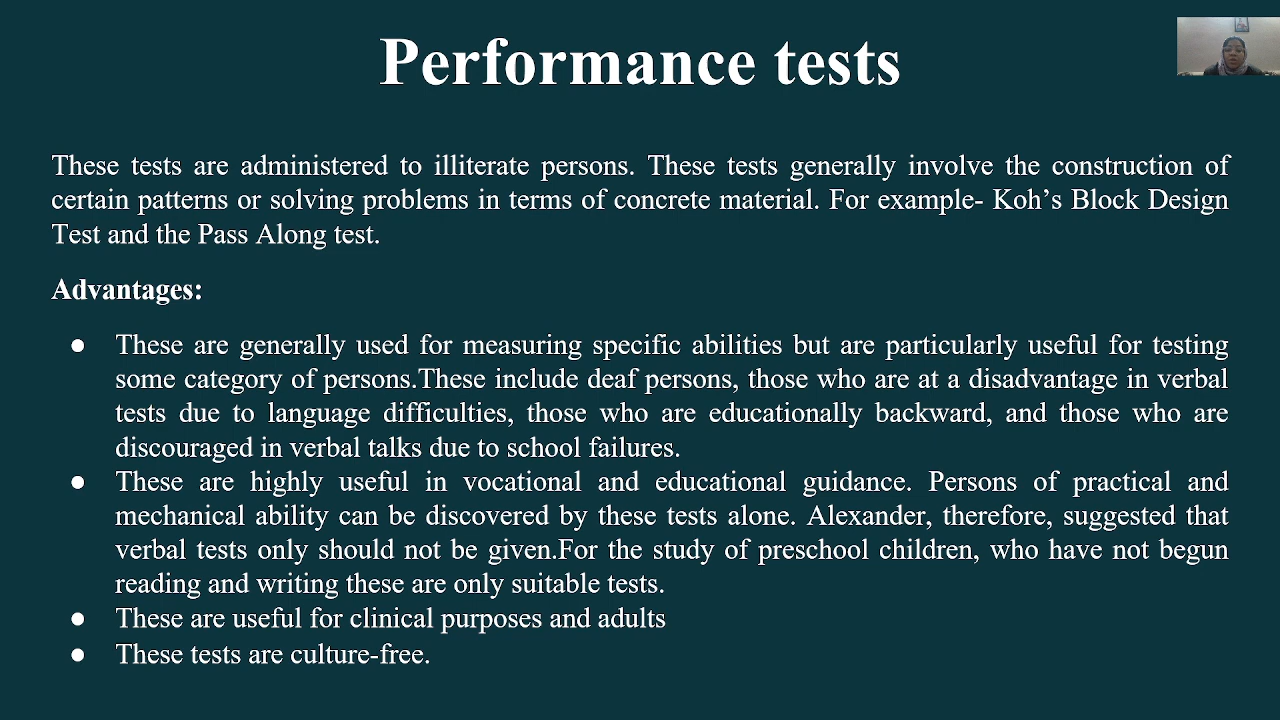 Performance tests
These tests are administered to illiterate persons. These tests generally involve the construction of
certain patterns or solving problems in terms of concrete material. For example- Koh’s Block Design
Test and the Pass Along test.
Advantages:
● These are generally used for measuring specific abilities but are particularly useful for testing
some category of persons.These include deaf persons, those who are at a disadvantage in verbal
tests due to language difficulties, those who are educationally backward, and those who are
discouraged in verbal talks due to school failures.
● These are highly useful in vocational and educational guidance. Persons of practical and
mechanical ability can be discovered by these tests alone. Alexander, therefore, suggested that
verbal tests only should not be given.For the study of preschool children, who have not begun
reading and writing these are only suitable tests.
● These are useful for clinical purposes and adults
● These tests are culture-free.